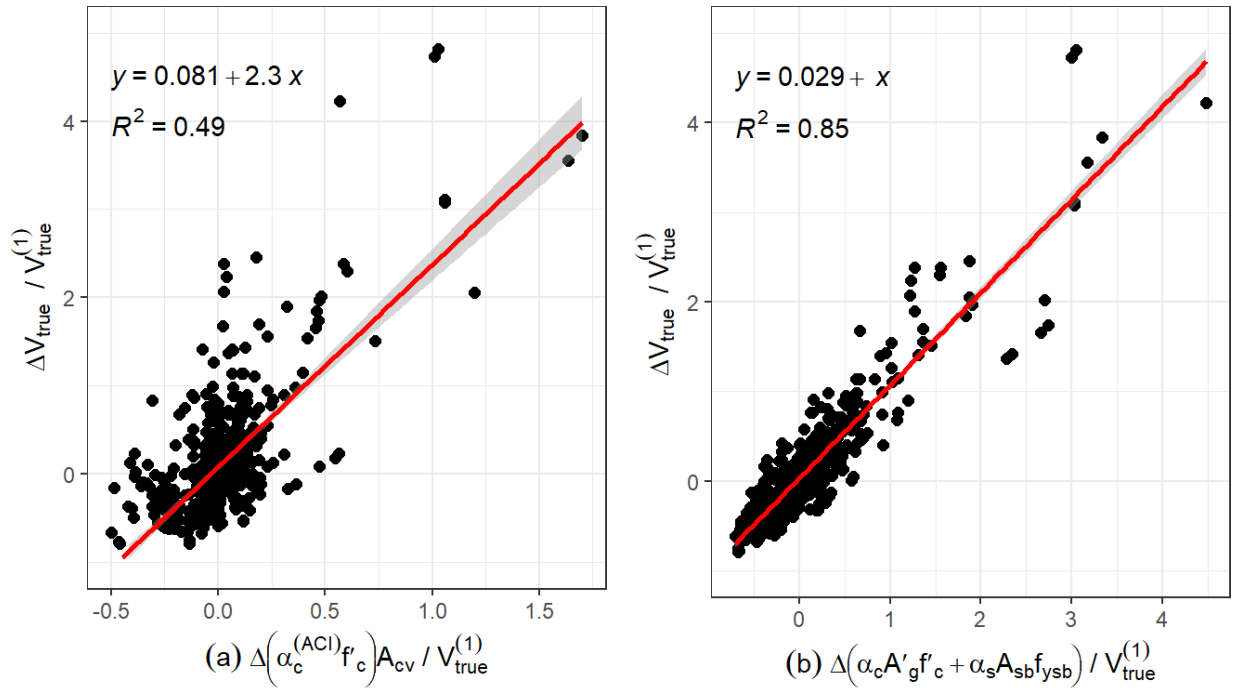 y = 0.081 + 2.3 x
R² = 0.49
4
2
0
-0.5 0.0 0.5 1.0 1.5
ΔV_true / V_true^(1)
(a) Δ(α_c^(ACI) f'_c) A_cv / V_true^(1)
y = 0.029 + x
R² = 0.85
4
2
0
0 1 2 3 4
ΔV_true / V_true^(1)
(b) Δ(α_c A'_g f'_c + α_s A_sb f_ysb) / V_true^(1)